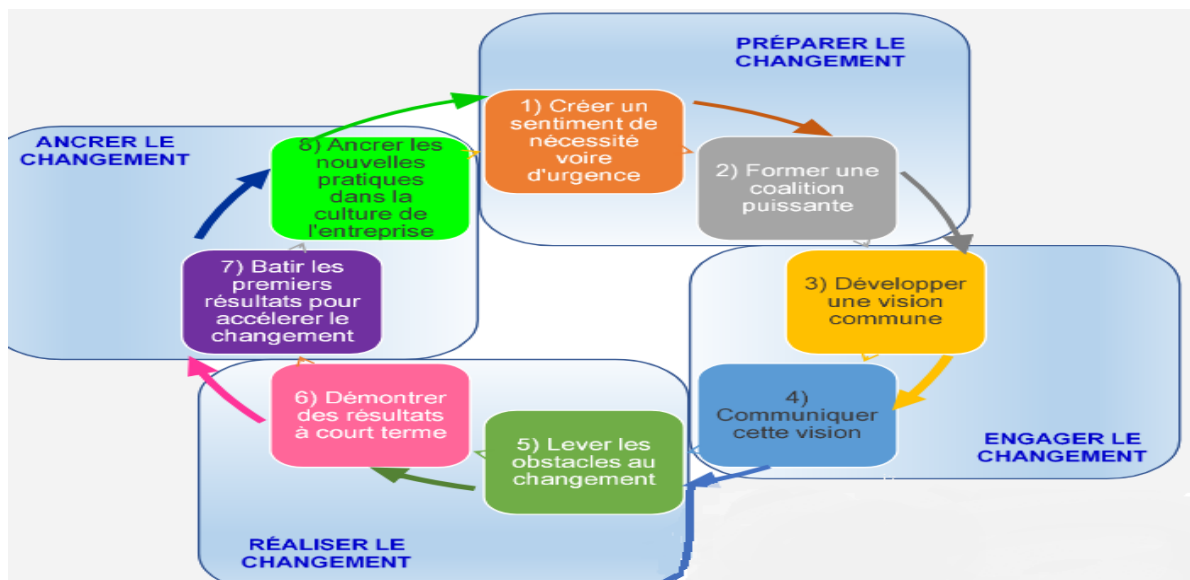 PRÉPARER LE
CHANGEMENT
1) Créer un
sentiment de
nécessité
voire
d'urgence
2) Former une
coalition
puissante
3) Développer
une vision
commune
4)
Communiquer
cette vision
ENGAGER LE
CHANGEMENT
5) Lever les
obstacles au
changement
6) Démontrer
des résultats
à court terme
RÉALISER LE
CHANGEMENT
7) Batir les
premiers
résultats pour
accélerer le
changement
8) Ancrer les
nouvelles
pratiques
dans la
culture de
l'entreprise
ANCRER LE
CHANGEMENT